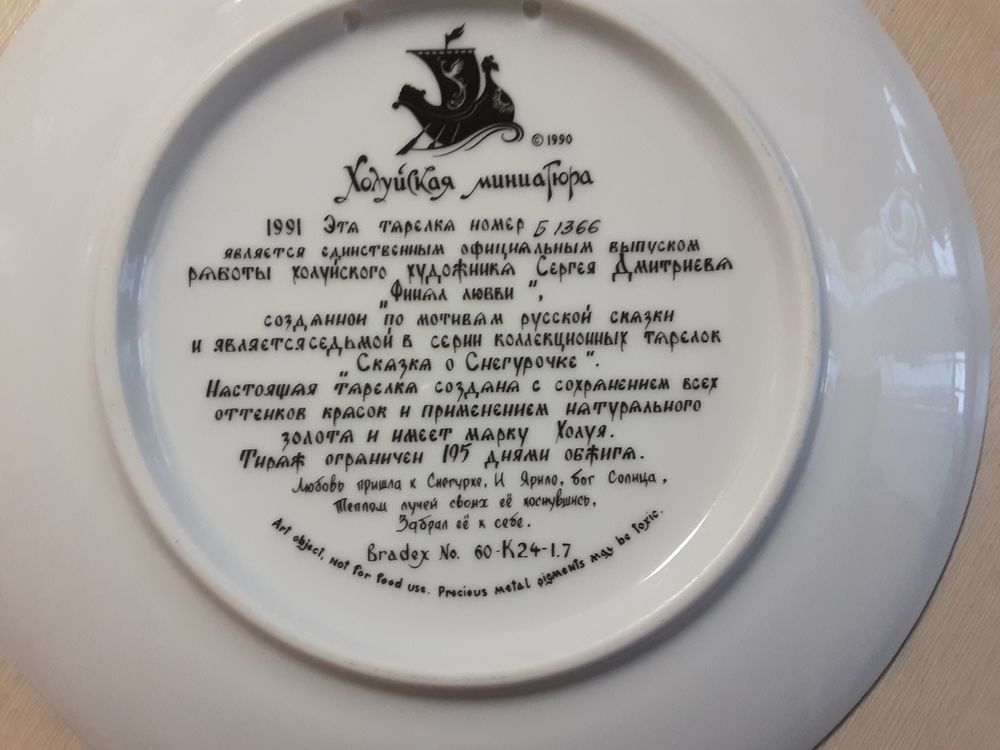 © 1990
Холуйская миниатюра
1991 Эта тарелка номер Б 1366
является единственным официальным выпуском
работы холуйского художника Сергея Дмитриева
„Финал любви",
созданной по мотивам русской сказки
и является седьмой в серии коллекционных тарелок
„Сказка о Снегурочке".
Настоящая тарелка создана с сохранением всех
оттенков красок и применением натурального
золота и имеет марку Холуя.
Тираж ограничен 195 днями обжига.
Любовь пришла к Снегурке, И Ярило, бог Солнца,
Теплом лучей своих её коснувшись,
Забрал её к себе.
Bradex No. 60-K24-1.7
Art object, not for food use. Precious metal pigments may be toxic.